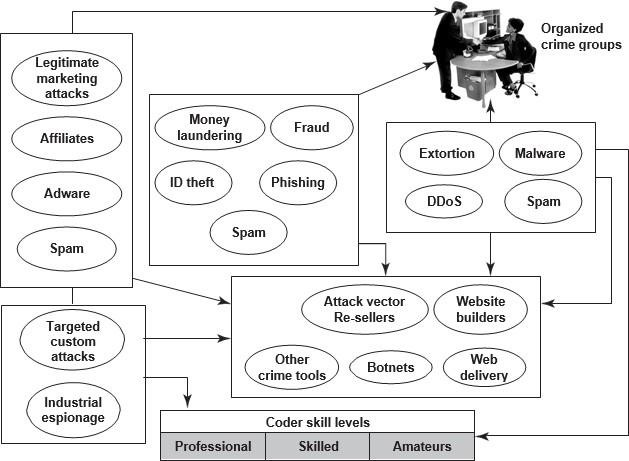 Organized
crime groups
Legitimate
marketing
attacks
Affiliates
Adware
Spam
Money
laundering
Fraud
ID theft
Phishing
Spam
Extortion
Malware
DDoS
Spam
Attack vector
Re-sellers
Website
builders
Other
crime tools
Botnets
Web
delivery
Targeted
custom
attacks
Industrial
espionage
Coder skill levels
Professional
Skilled
Amateurs